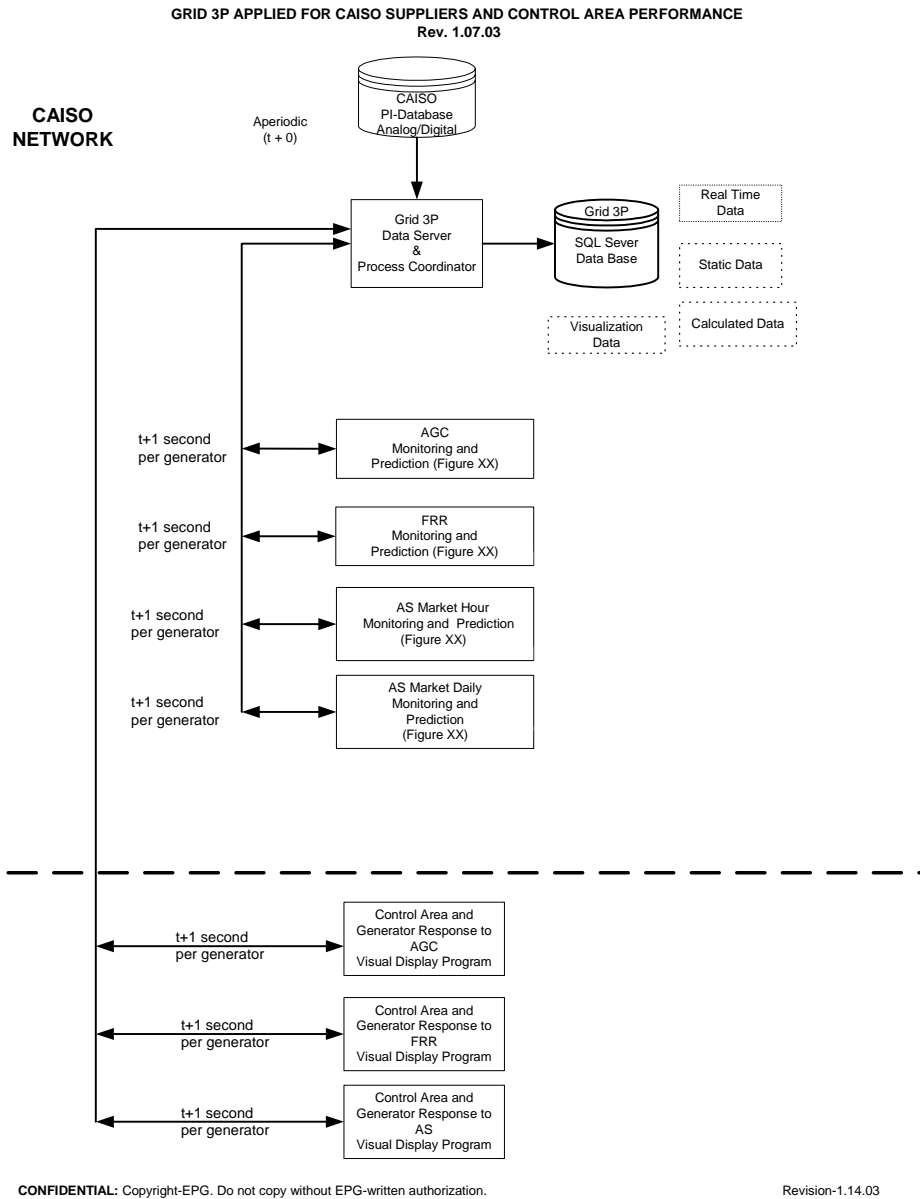 GRID 3P APPLIED FOR CAISO SUPPLIERS AND CONTROL AREA PERFORMANCE
Rev. 1.07.03
CAISO
NETWORK
Aperiodic
(t + 0)
CAISO
PI-Database
Analog/Digital
Grid 3P
Data Server
&
Process Coordinator
Grid 3P
SQL Sever
Data Base
Real Time
Data
Static Data
Calculated Data
Visualization
Data
t+1 second
per generator
AGC
Monitoring and
Prediction (Figure XX)
t+1 second
per generator
FRR
Monitoring and
Prediction (Figure XX)
t+1 second
per generator
AS Market Hour
Monitoring and Prediction
(Figure XX)
t+1 second
per generator
AS Market Daily
Monitoring and
Prediction
(Figure XX)
t+1 second
per generator
Control Area and
Generator Response to
AGC
Visual Display Program
t+1 second
per generator
Control Area and
Generator Response to
FRR
Visual Display Program
t+1 second
per generator
Control Area and
Generator Response to
AS
Visual Display Program
CONFIDENTIAL: Copyright-EPG. Do not copy without EPG-written authorization.
Revision-1.14.03